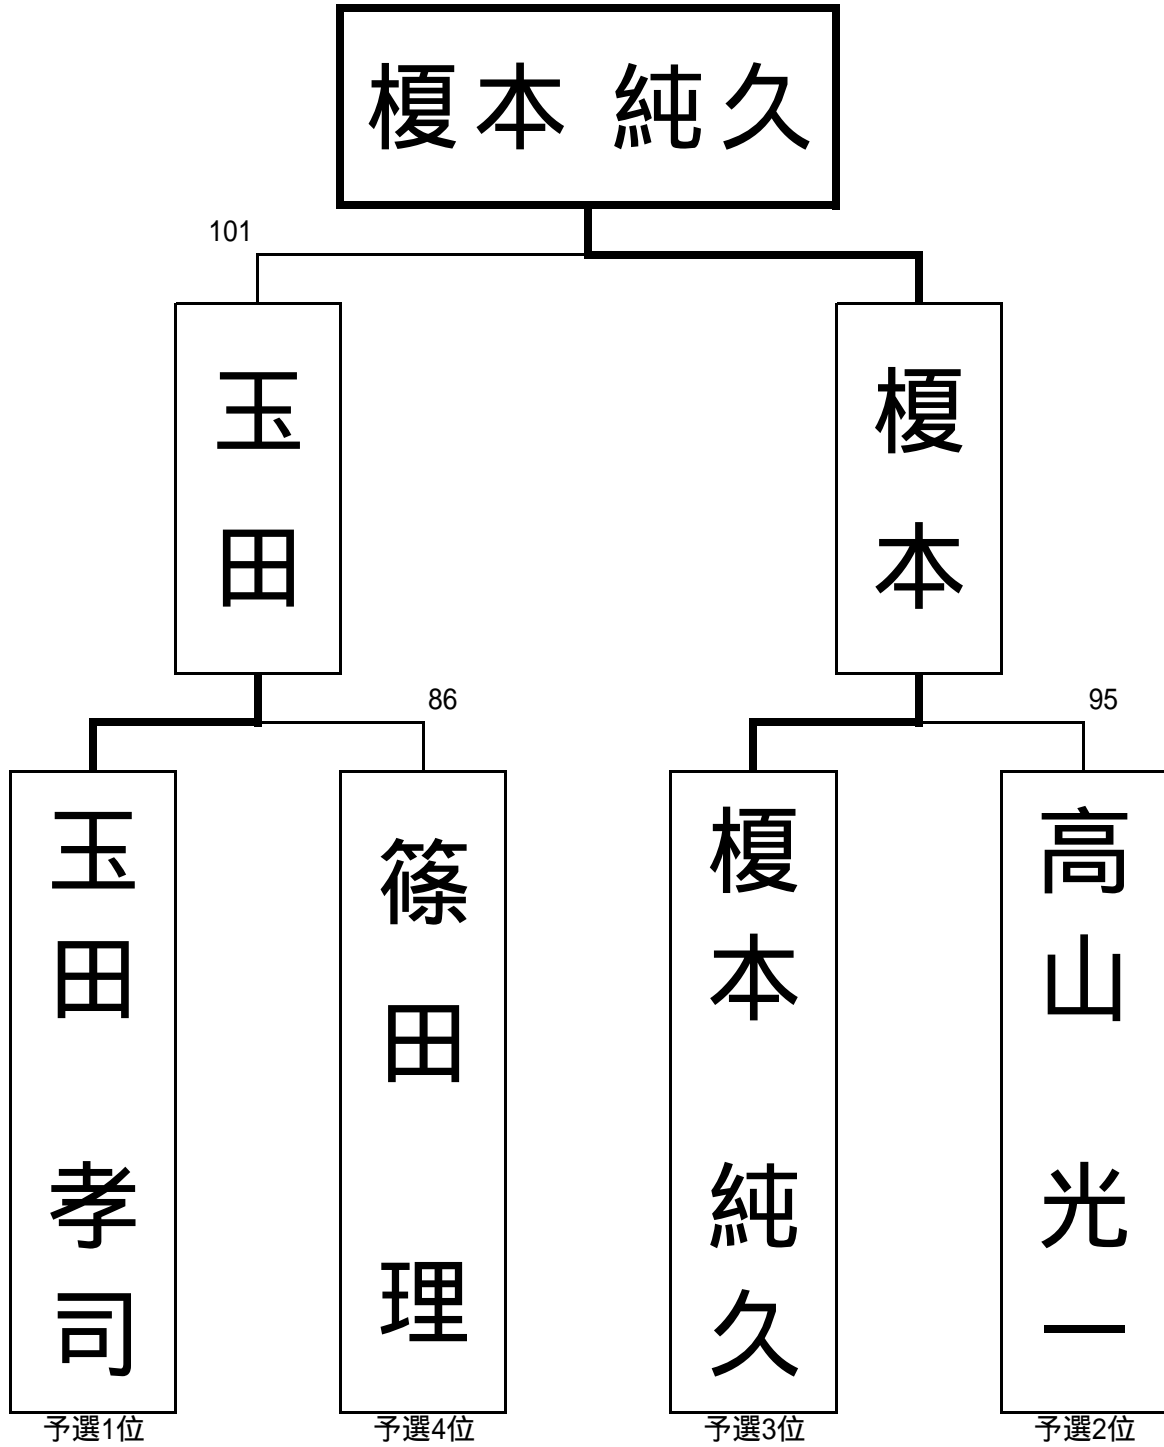 榎本 純久
101
玉田
榎本
86
95
玉田 孝司
篠田 理
榎本 純久
高山 光一
予選1位
予選4位
予選3位
予選2位